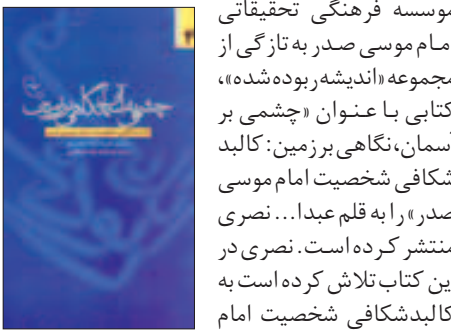 موسسه فرهنگی تحقیقاتی
امام موسی صدر به تازگی از
مجموعه «اندیشه ربوده شده»،
کتابی با عنوان «چشمی بر
آسمان، نگاهی بر زمین: کالبد
شکافی شخصیت امام موسی
صدر» را به قلم عبدا... نصری
منتشر کرده است. نصری در
این کتاب تلاش کرده است به
کالبدشکافی شخصیت امام